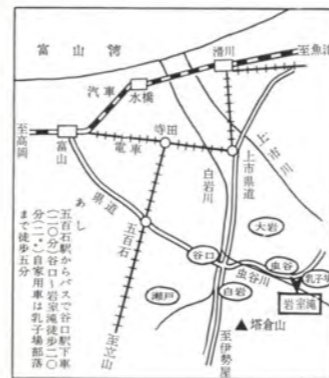 富山湾
滑川
至魚津
汽車
水橋
至高岡
富山
電車
寺田
上市川
上市県道
白岩川
県道
五百石
大岩
谷口
虫谷
虫谷川
乳子場
瀬戸
白岩
岩室滝
塔倉山
至立山
至伊勢屋
あし
五百石駅からバスで谷口駅下車
(二〇分)谷口〜岩室滝徒歩二〇
分(二㌔)自家用車は乳子場部落
まで徒歩五分